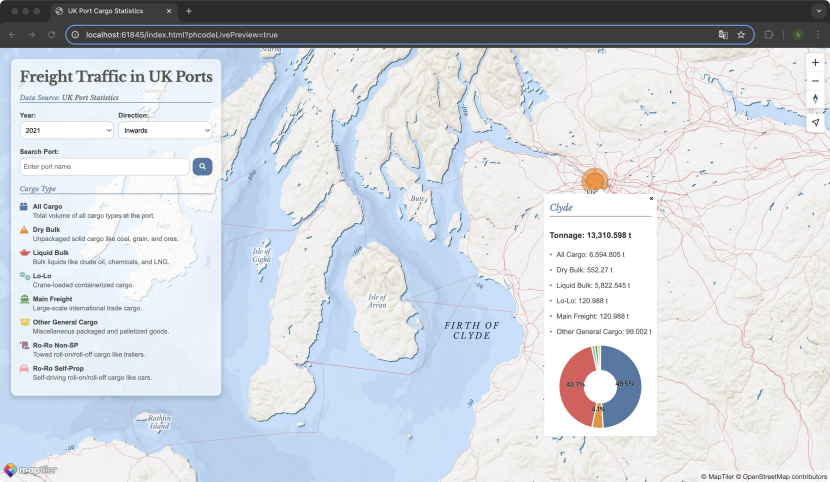 UK Port Cargo Statistics
localhost:61845/index.html?phcodeLivePreview=true
Freight Traffic in UK Ports
Data Source: UK Port Statistics
Year:
Direction:
2021
Inwards
Search Port:
Enter port name
Cargo Type
All Cargo
Total volume of all cargo types at the port.
Dry Bulk
Unpackaged solid cargo like coal, grain, and ores.
Liquid Bulk
Bulk liquids like crude oil, chemicals, and LNG.
Lo-Lo
Crane-loaded containerized cargo.
Main Freight
Large-scale international trade cargo.
Other General Cargo
Miscellaneous packaged and palletized goods.
Ro-Ro Non-SP
Towed roll-on/roll-off cargo like trailers.
Ro-Ro Self-Prop
Self-driving roll-on/roll-off cargo like cars.
Bute
Isle of
Gigha
Isle of
Arran
FIRTH OF
CLYDE
Rathlin
Island
Clyde
Tonnage: 13,310.598 t
All Cargo: 6,594.805 t
Dry Bulk: 552.27 t
Liquid Bulk: 5,822.545 t
Lo-Lo: 120.988 t
Main Freight: 120.988 t
Other General Cargo: 99.002 t
43.7%
49.5%
4.1%
maptiler
© MapTiler © OpenStreetMap contributors